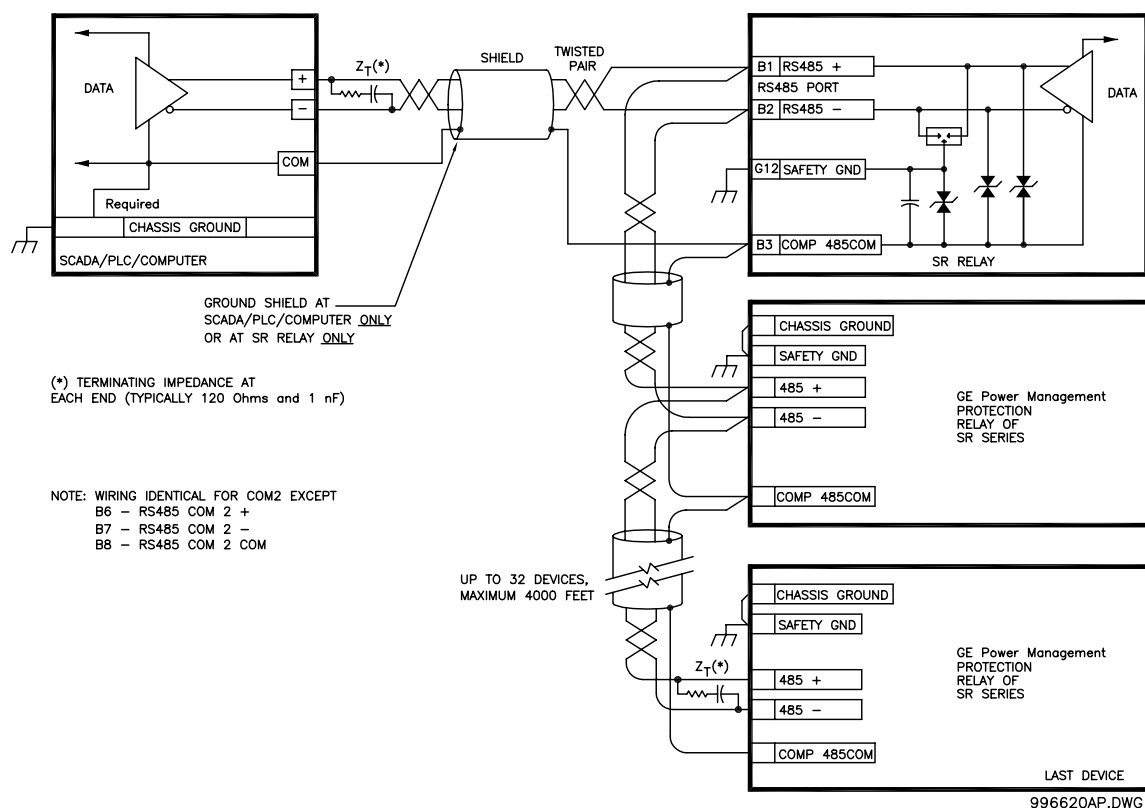 DATA
+
-
COM
Required
CHASSIS GROUND
SCADA/PLC/COMPUTER
ZT(*)
SHIELD
TWISTED
PAIR
B1 RS485 +
RS485 PORT
B2 RS485 -
G12 SAFETY GND
B3 COMP 485COM
DATA
SR RELAY
GROUND SHIELD AT
SCADA/PLC/COMPUTER ONLY
OR AT SR RELAY ONLY
(*) TERMINATING IMPEDANCE AT
EACH END (TYPICALLY 120 Ohms and 1 nF)
CHASSIS GROUND
SAFETY GND
485 +
485 -
COMP 485COM
GE Power Management
PROTECTION
RELAY OF
SR SERIES
NOTE: WIRING IDENTICAL FOR COM2 EXCEPT
B6 - RS485 COM 2 +
B7 - RS485 COM 2 -
B8 - RS485 COM 2 COM
UP TO 32 DEVICES,
MAXIMUM 4000 FEET
ZT(*)
CHASSIS GROUND
SAFETY GND
485 +
485 -
COMP 485COM
GE Power Management
PROTECTION
RELAY OF
SR SERIES
LAST DEVICE
996620AP.DWG